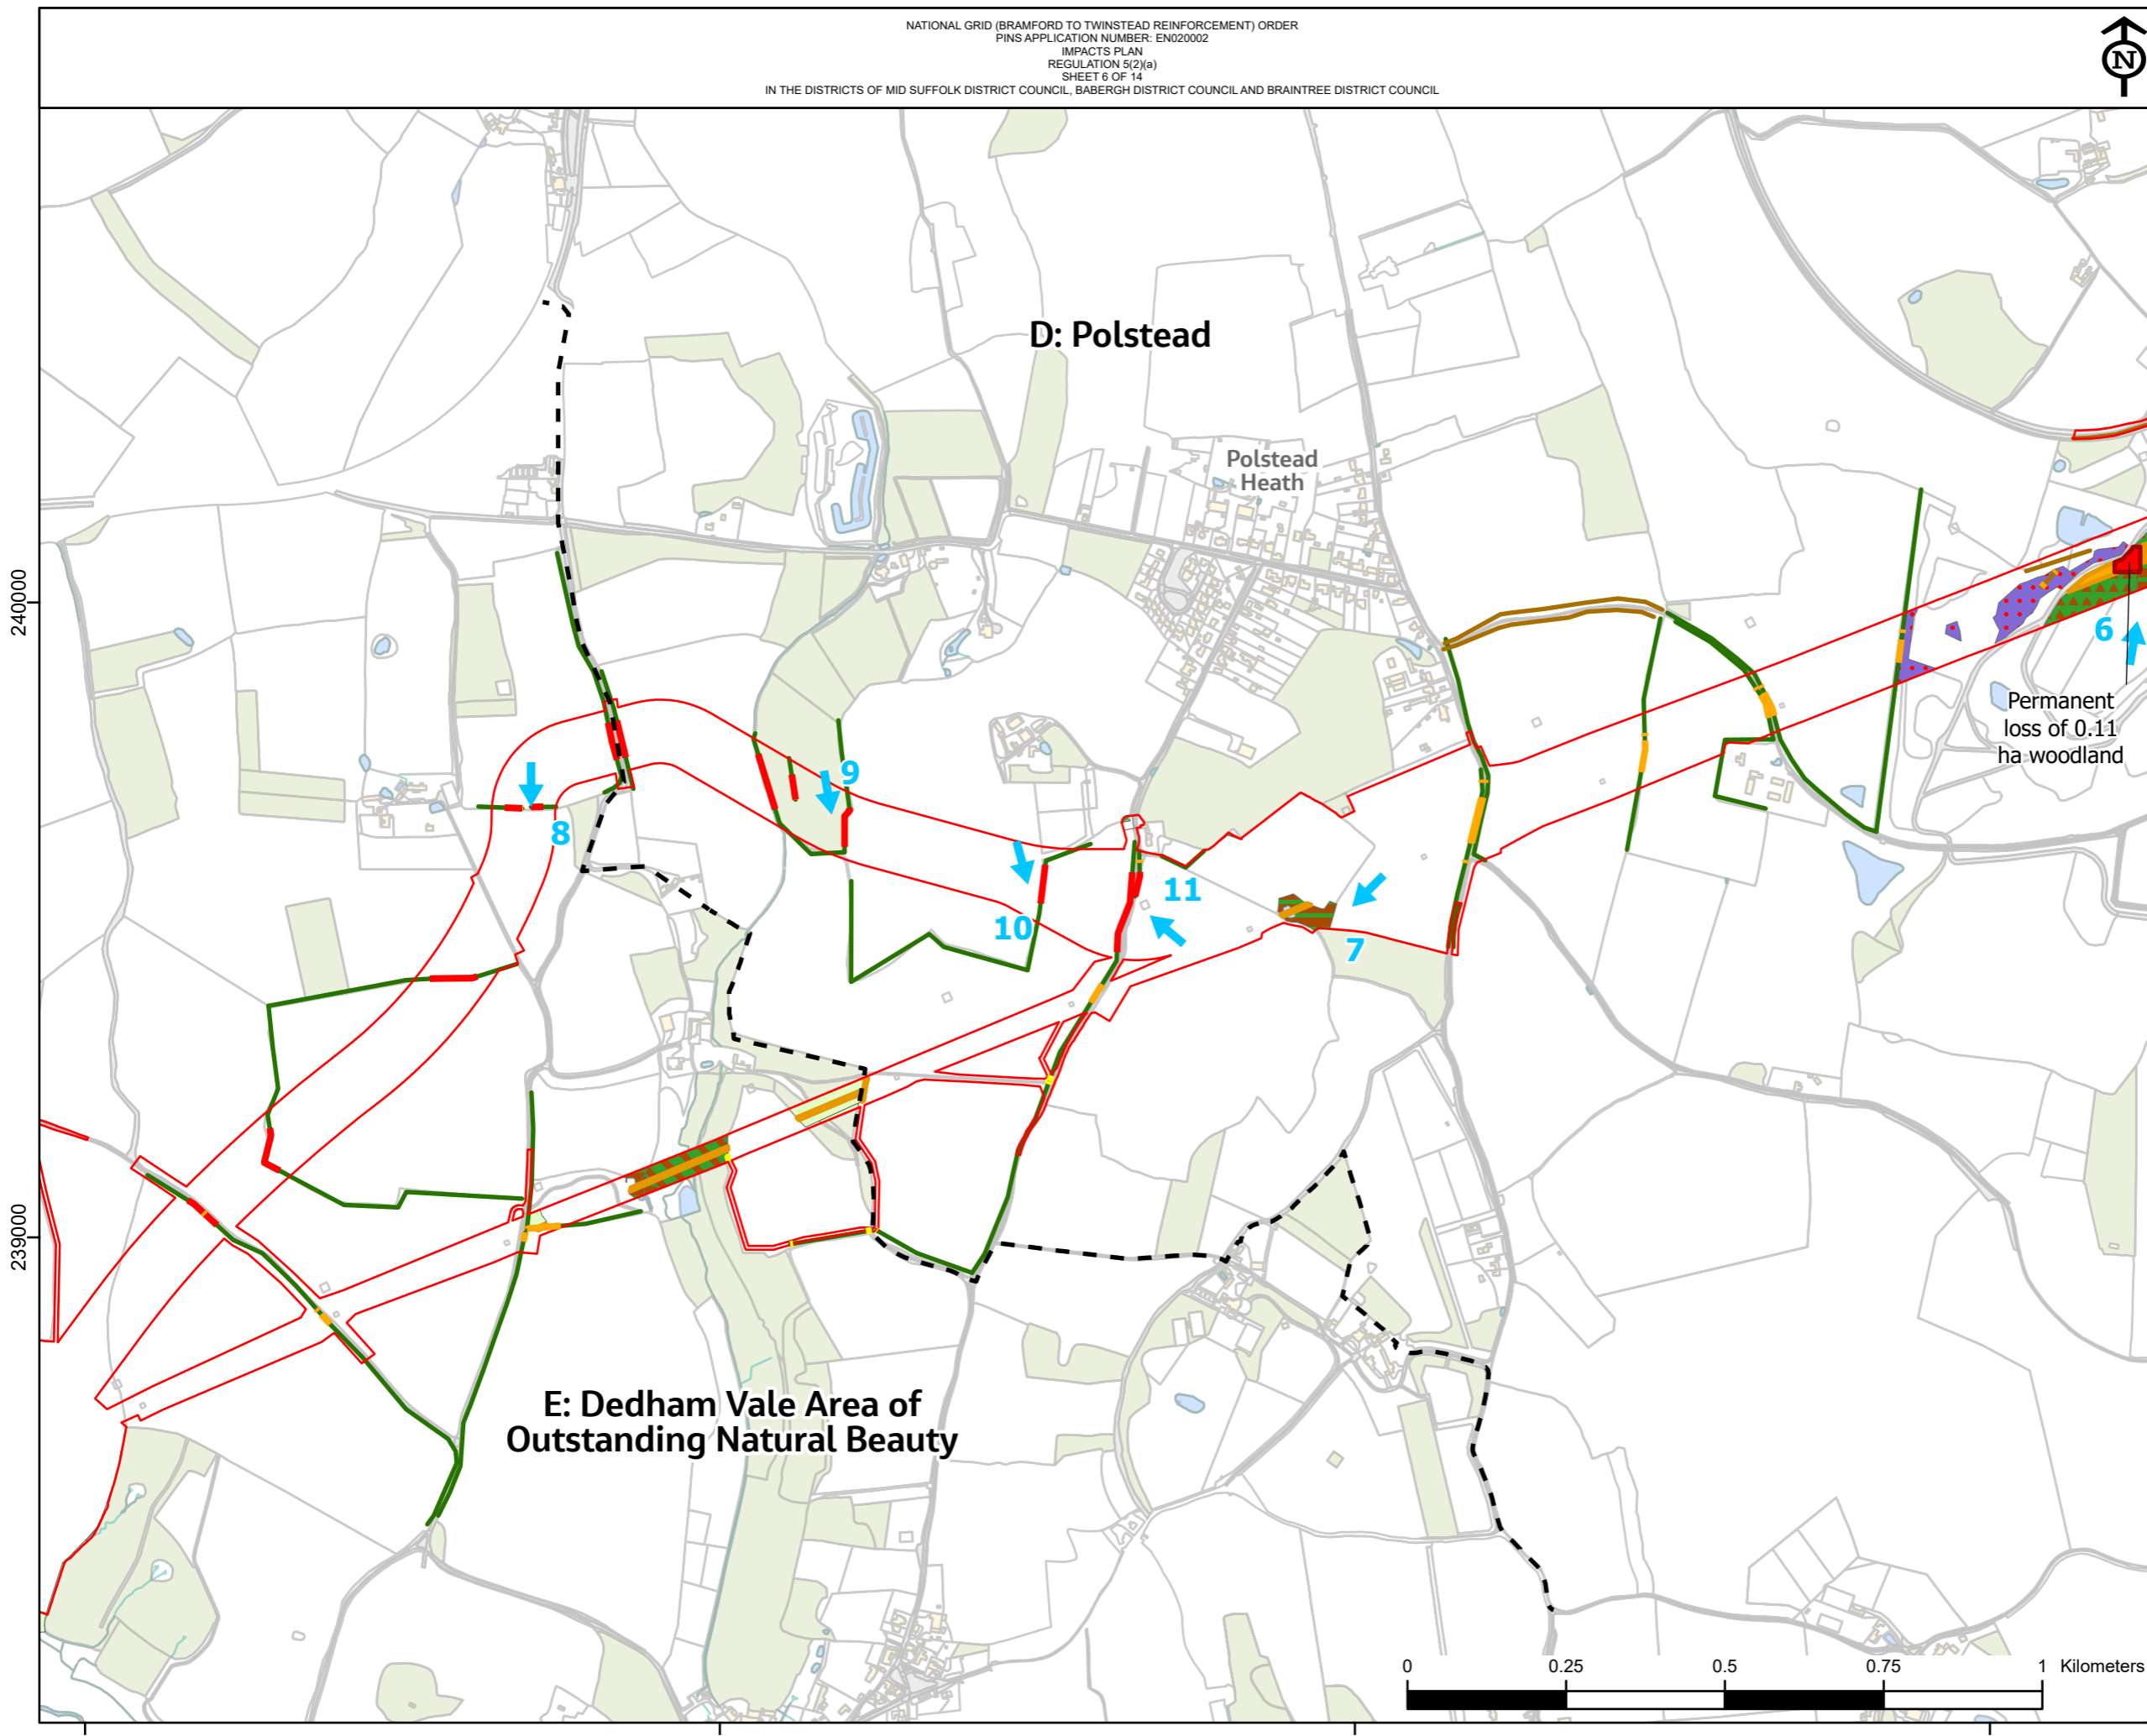 NATIONAL GRID (BRAMFORD TO TWINSTEAD REINFORCEMENT) ORDER
PINS APPLICATION NUMBER: EN020002
IMPACTS PLAN
REGULATION 5(2)(a)
SHEET 6 OF 14
IN THE DISTRICTS OF MID SUFFOLK DISTRICT COUNCIL, BABERGH DISTRICT COUNCIL AND BRAINTREE DISTRICT COUNCIL
N
D: Polstead
Polstead
Heath
240000
6
Permanent
loss of 0.11
ha woodland
9
8
11
10
7
239000
E: Dedham Vale Area of
Outstanding Natural Beauty
0 0.25 0.5 0.75 1 Kilometers